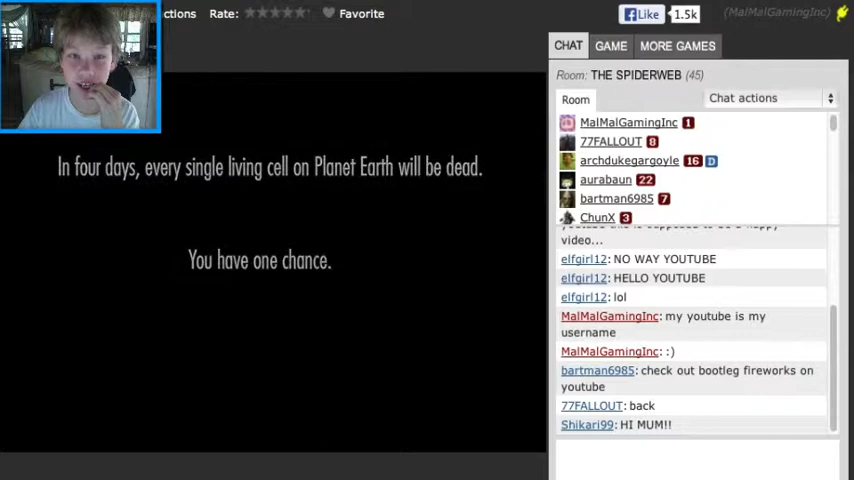 ctions Rate: Favorite Like 1.5k (MalMalGamingInc)
CHAT GAME MORE GAMES
Room: THE SPIDERWEB (45)
Room Chat actions
MalMalGamingInc 1
77FALLOUT 8
archdukegargoyle 16 D
aurabaun 22
bartman6985 7
ChunX 3
In four days, every single living cell on Planet Earth will be dead.
You have one chance.
video...
elfgirl12: NO WAY YOUTUBE
elfgirl12: HELLO YOUTUBE
elfgirl12: lol
MalMalGamingInc: my youtube is my
username
MalMalGamingInc: :)
bartman6985: check out bootleg fireworks on
youtube
77FALLOUT: back
Shikari99: HI MUM!!